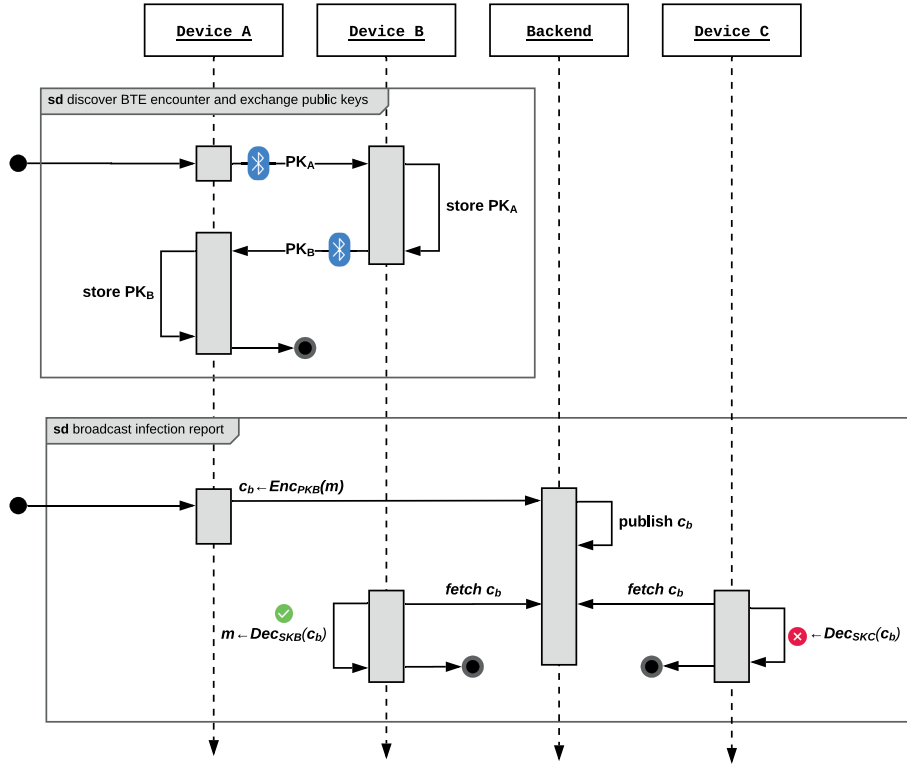 Device A
Device B
Backend
Device C
sd discover BTE encounter and exchange public keys
PKA
store PKA
PKB
store PKB
sd broadcast infection report
cb←EncPKB(m)
publish cb
fetch cb
fetch cb
m←DecSKB(cb)
←DecSKC(cb)